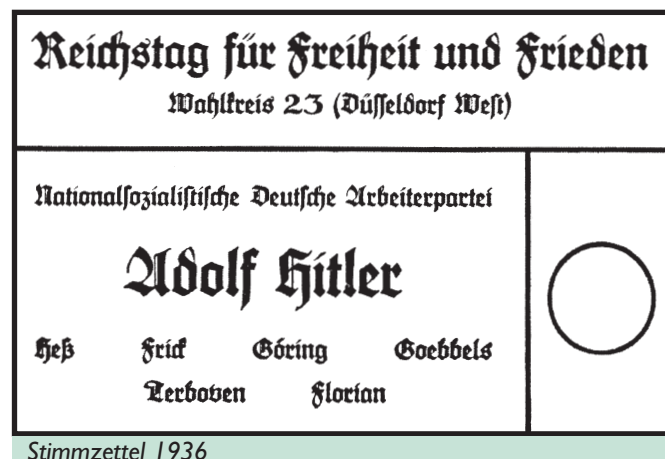 Reichstag für Freiheit und Frieden
Wahlkreis 23 (Düsseldorf West)
Nationalsozialistische Deutsche Arbeiterpartei
Adolf Hitler
Heß Frick Göring Goebbels
Terboven Florian
Stimmzettel 1936